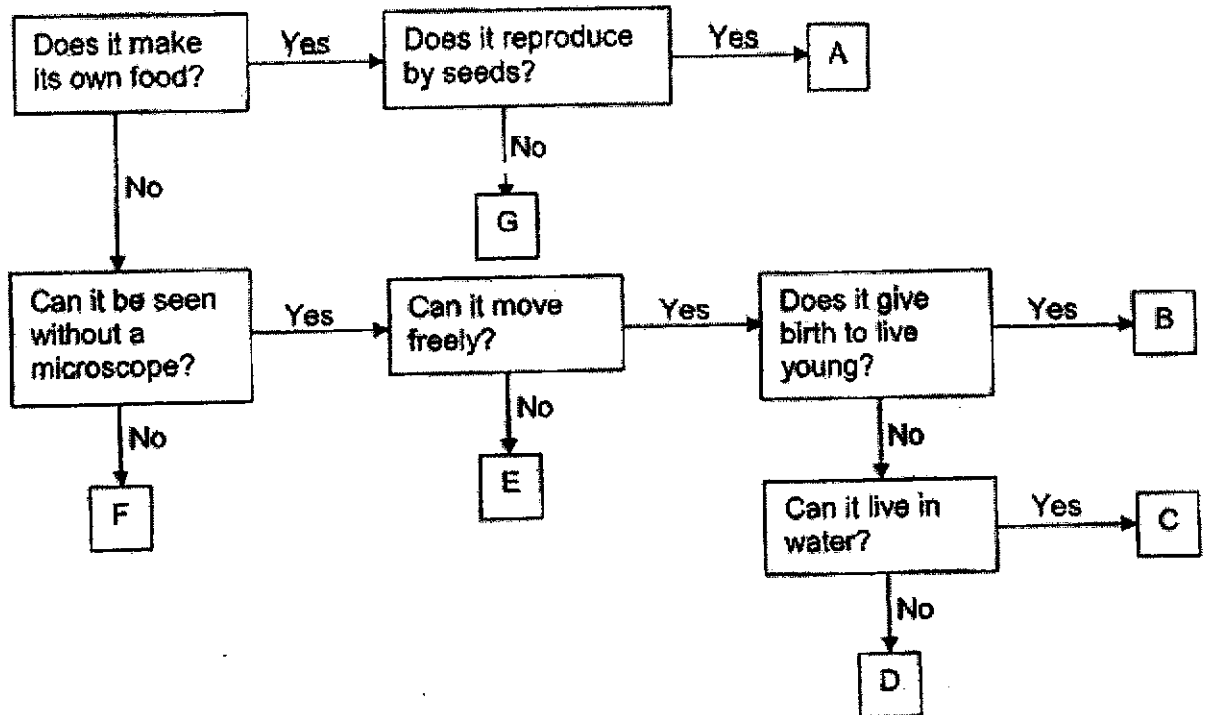 Does it make
its own food?
Yes
Does it reproduce
by seeds?
Yes
A
No
No
G
Can it be seen
without a
microscope?
Yes
Can it move
freely?
Yes
Does it give
birth to live
young?
Yes
B
No
No
No
F
E
Can it live in
water?
Yes
C
No
D